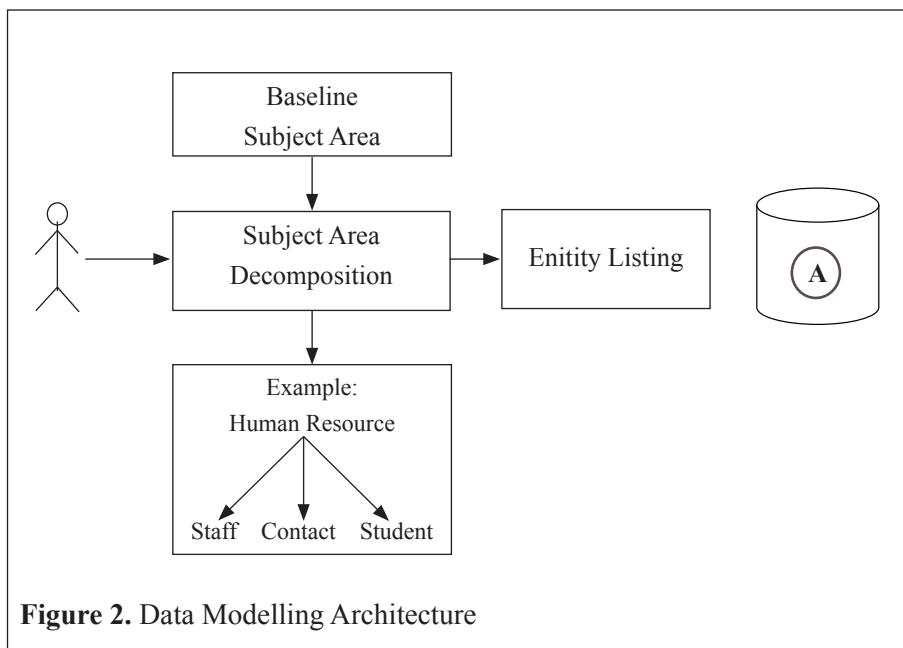 Baseline
Subject Area
Subject Area
Decomposition
Enitity Listing
A
Example:
Human Resource
Staff Contact Student
Figure 2. Data Modelling Architecture